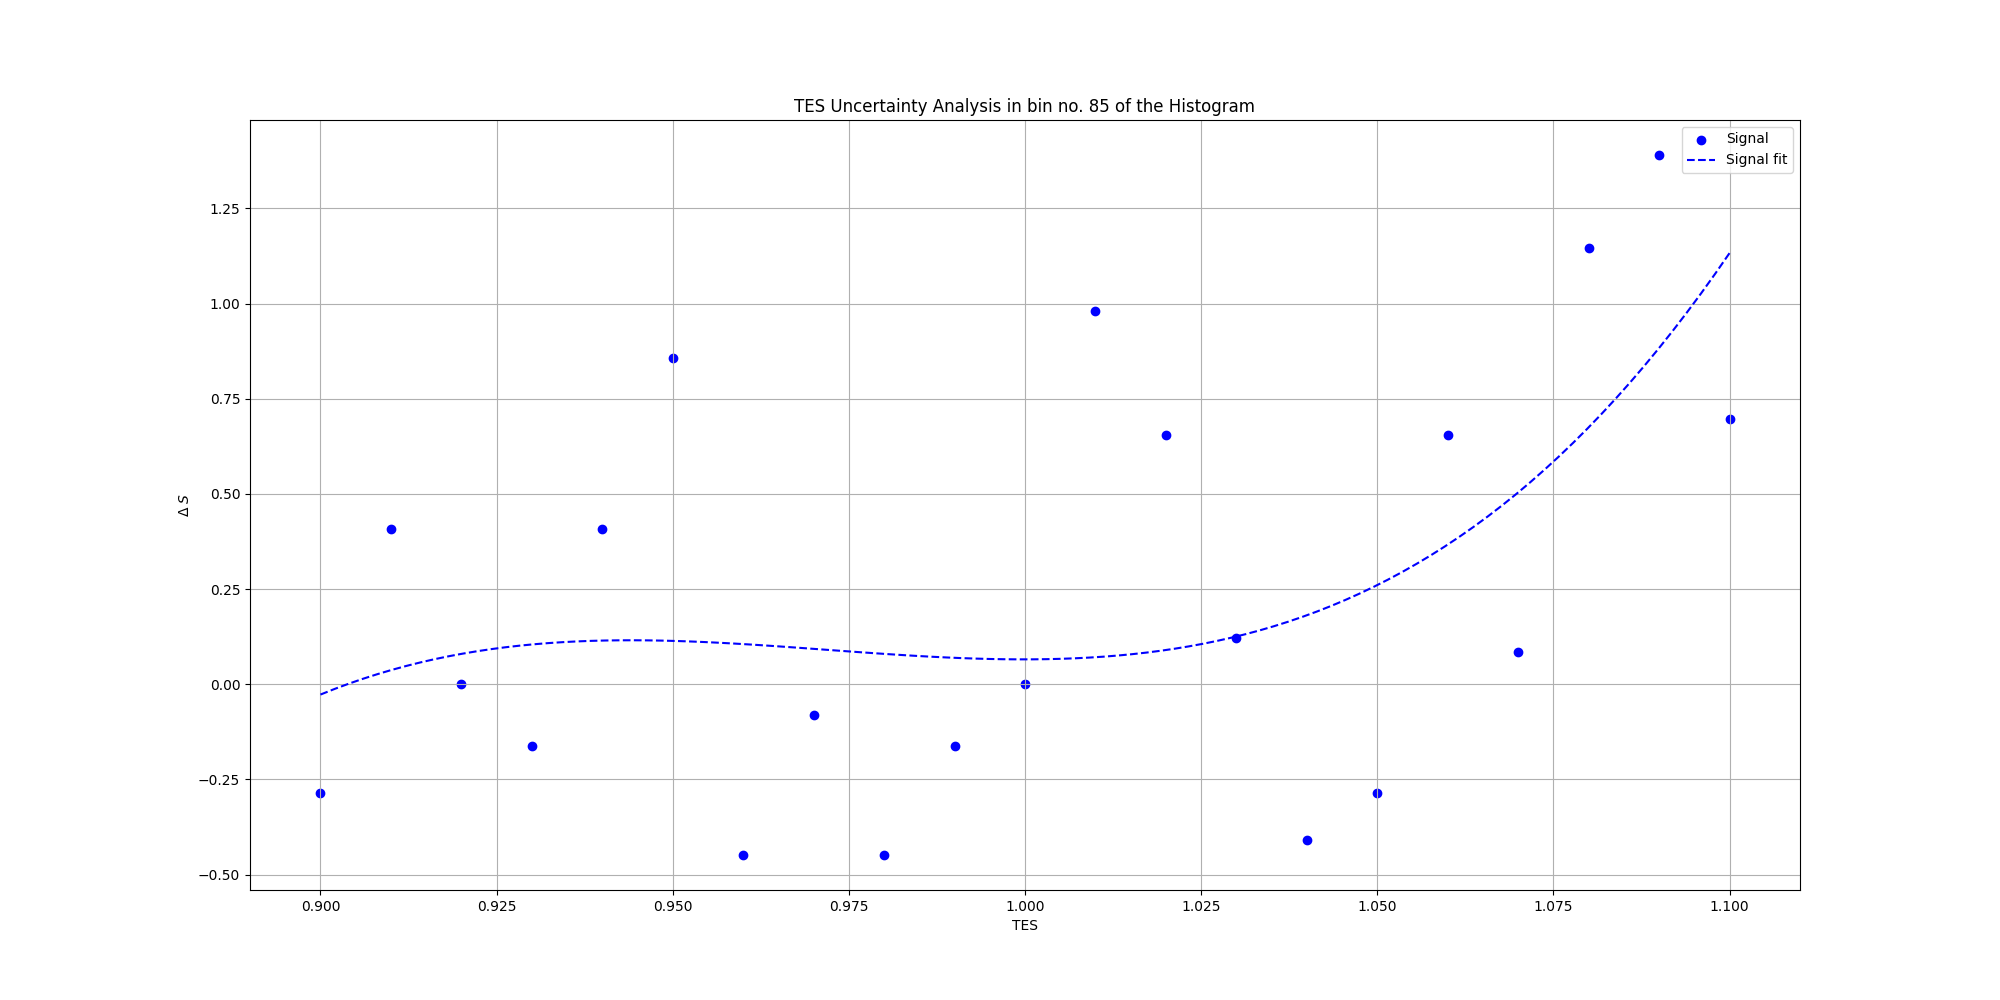 TES Uncertainty Analysis in bin no. 85 of the Histogram
Signal
Signal fit
1.25
1.00
0.75
0.50
0.25
0.00
−0.25
−0.50
Δ S
0.900 0.925 0.950 0.975 1.000 1.025 1.050 1.075 1.100
TES